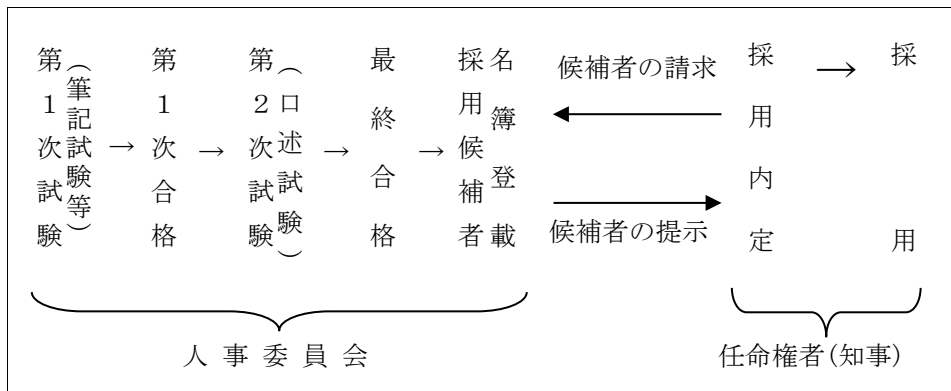 第１次試験
（筆記試験等）
→
第１次合格
→
第２次試験
（口述試験）
→
最終合格
→
採用候補者
名簿登載
候補者の請求
候補者の提示
採用内定
→
採用
人事委員会
任命権者(知事)